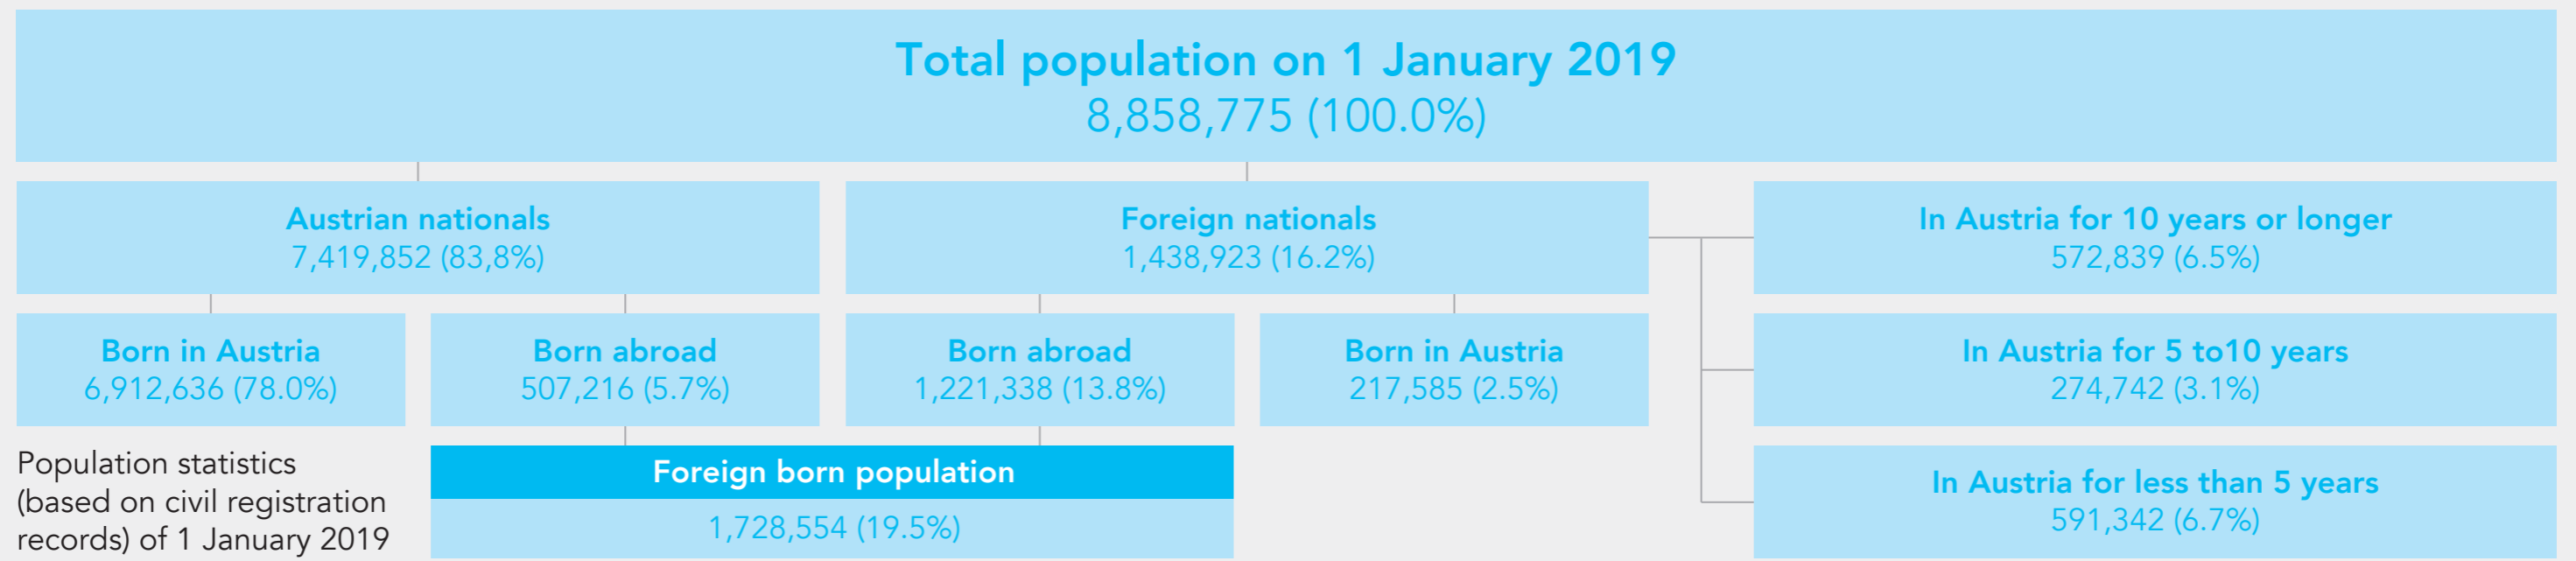 Total population on 1 January 2019
8,858,775 (100.0%)
Austrian nationals
7,419,852 (83,8%)
Foreign nationals
1,438,923 (16.2%)
In Austria for 10 years or longer
572,839 (6.5%)
Born in Austria
6,912,636 (78.0%)
Born abroad
507,216 (5.7%)
Born abroad
1,221,338 (13.8%)
Born in Austria
217,585 (2.5%)
In Austria for 5 to10 years
274,742 (3.1%)
Population statistics
(based on civil registration
records) of 1 January 2019
Foreign born population
1,728,554 (19.5%)
In Austria for less than 5 years
591,342 (6.7%)